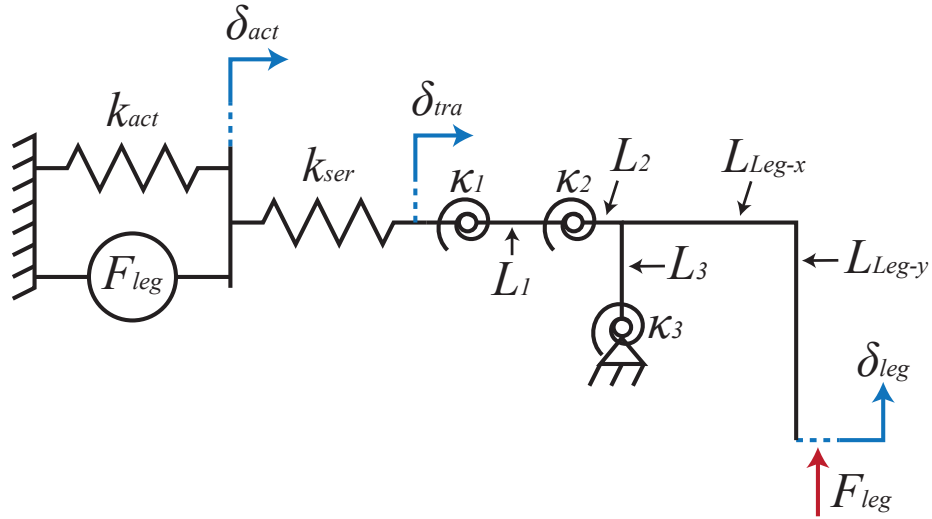 δact
kact
δtra
kser
κ1
κ2
L2
LLeg-x
Fleg
L1
L3
LLeg-y
κ3
δleg
Fleg